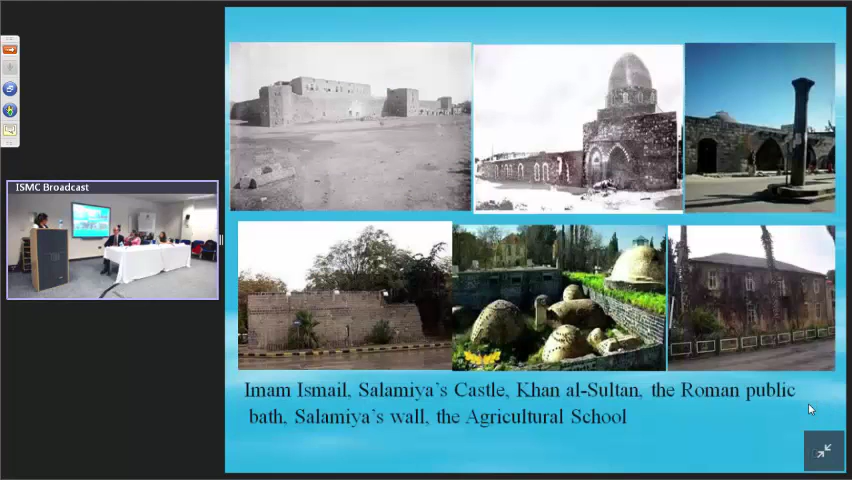 ISMC Broadcast
Imam Ismail, Salamiya's Castle, Khan al-Sultan, the Roman public
bath, Salamiya's wall, the Agricultural School